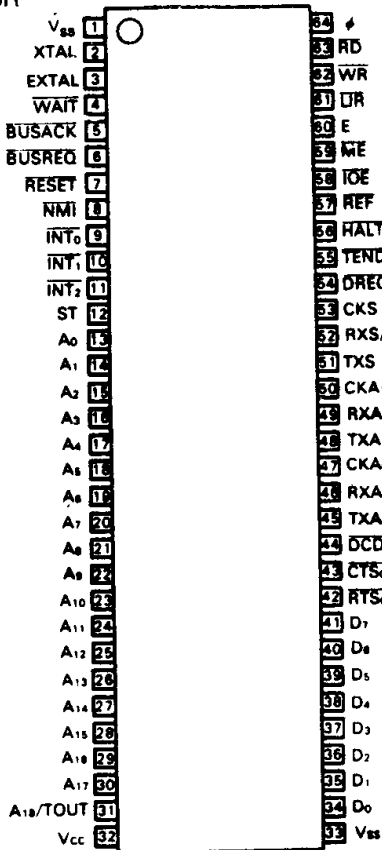 V_SS 1
XTAL 2
EXTAL 3
WAIT 4
BUSACK 5
BUSREQ 6
RESET 7
NMI 8
INT₀ 9
INT₁ 10
INT₂ 11
ST 12
A₀ 13
A₁ 14
A₂ 15
A₃ 16
A₄ 17
A₅ 18
A₆ 19
A₇ 20
A₈ 21
A₉ 22
A₁₀ 23
A₁₁ 24
A₁₂ 25
A₁₃ 26
A₁₄ 27
A₁₅ 28
A₁₆ 29
A₁₇ 30
A₁₈/TOUT 31
Vcc 32
64 ϕ
63 RD
62 WR
61 LIR
60 E
59 ME
58 IOE
57 REF
56 HALT
55 TEND
54 DREQ
53 CKS
52 RXS/
51 TXS
50 CKA
49 RXA
48 TXA
47 CKA
46 RXA
45 TXA
44 DCD
43 CTS
42 RTS
41 D₇
40 D₆
39 D₅
38 D₄
37 D₃
36 D₂
35 D₁
34 D₀
33 Vss